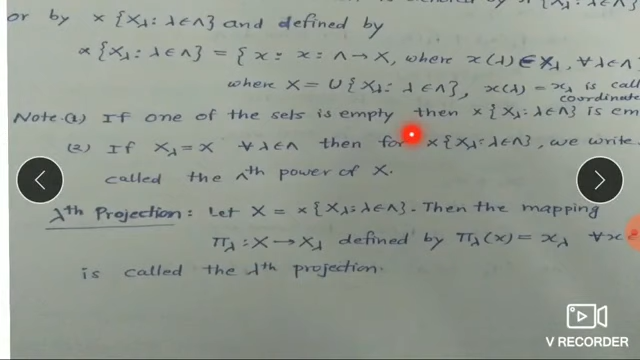 or by × {Xλ : λ∈Λ} and defined by
× {Xλ : λ∈Λ} = { x : x : Λ→X, where x(λ) ∈ Xλ, ∀λ∈Λ
where X = ∪ {Xλ : λ∈Λ}, x(λ) = xλ is call
coordinate
Note. (1) If one of the sets is empty then ×{Xλ : λ∈Λ} is em
(2) If Xλ = X ∀λ∈Λ then for ×{Xλ : λ∈Λ}, we write
called the Λth power of X.
λth Projection : Let X = ×{Xλ : λ∈Λ}. Then the mapping
Πλ : X → Xλ defined by Πλ(x) = xλ ∀x
is called the λth projection.
V RECORDER